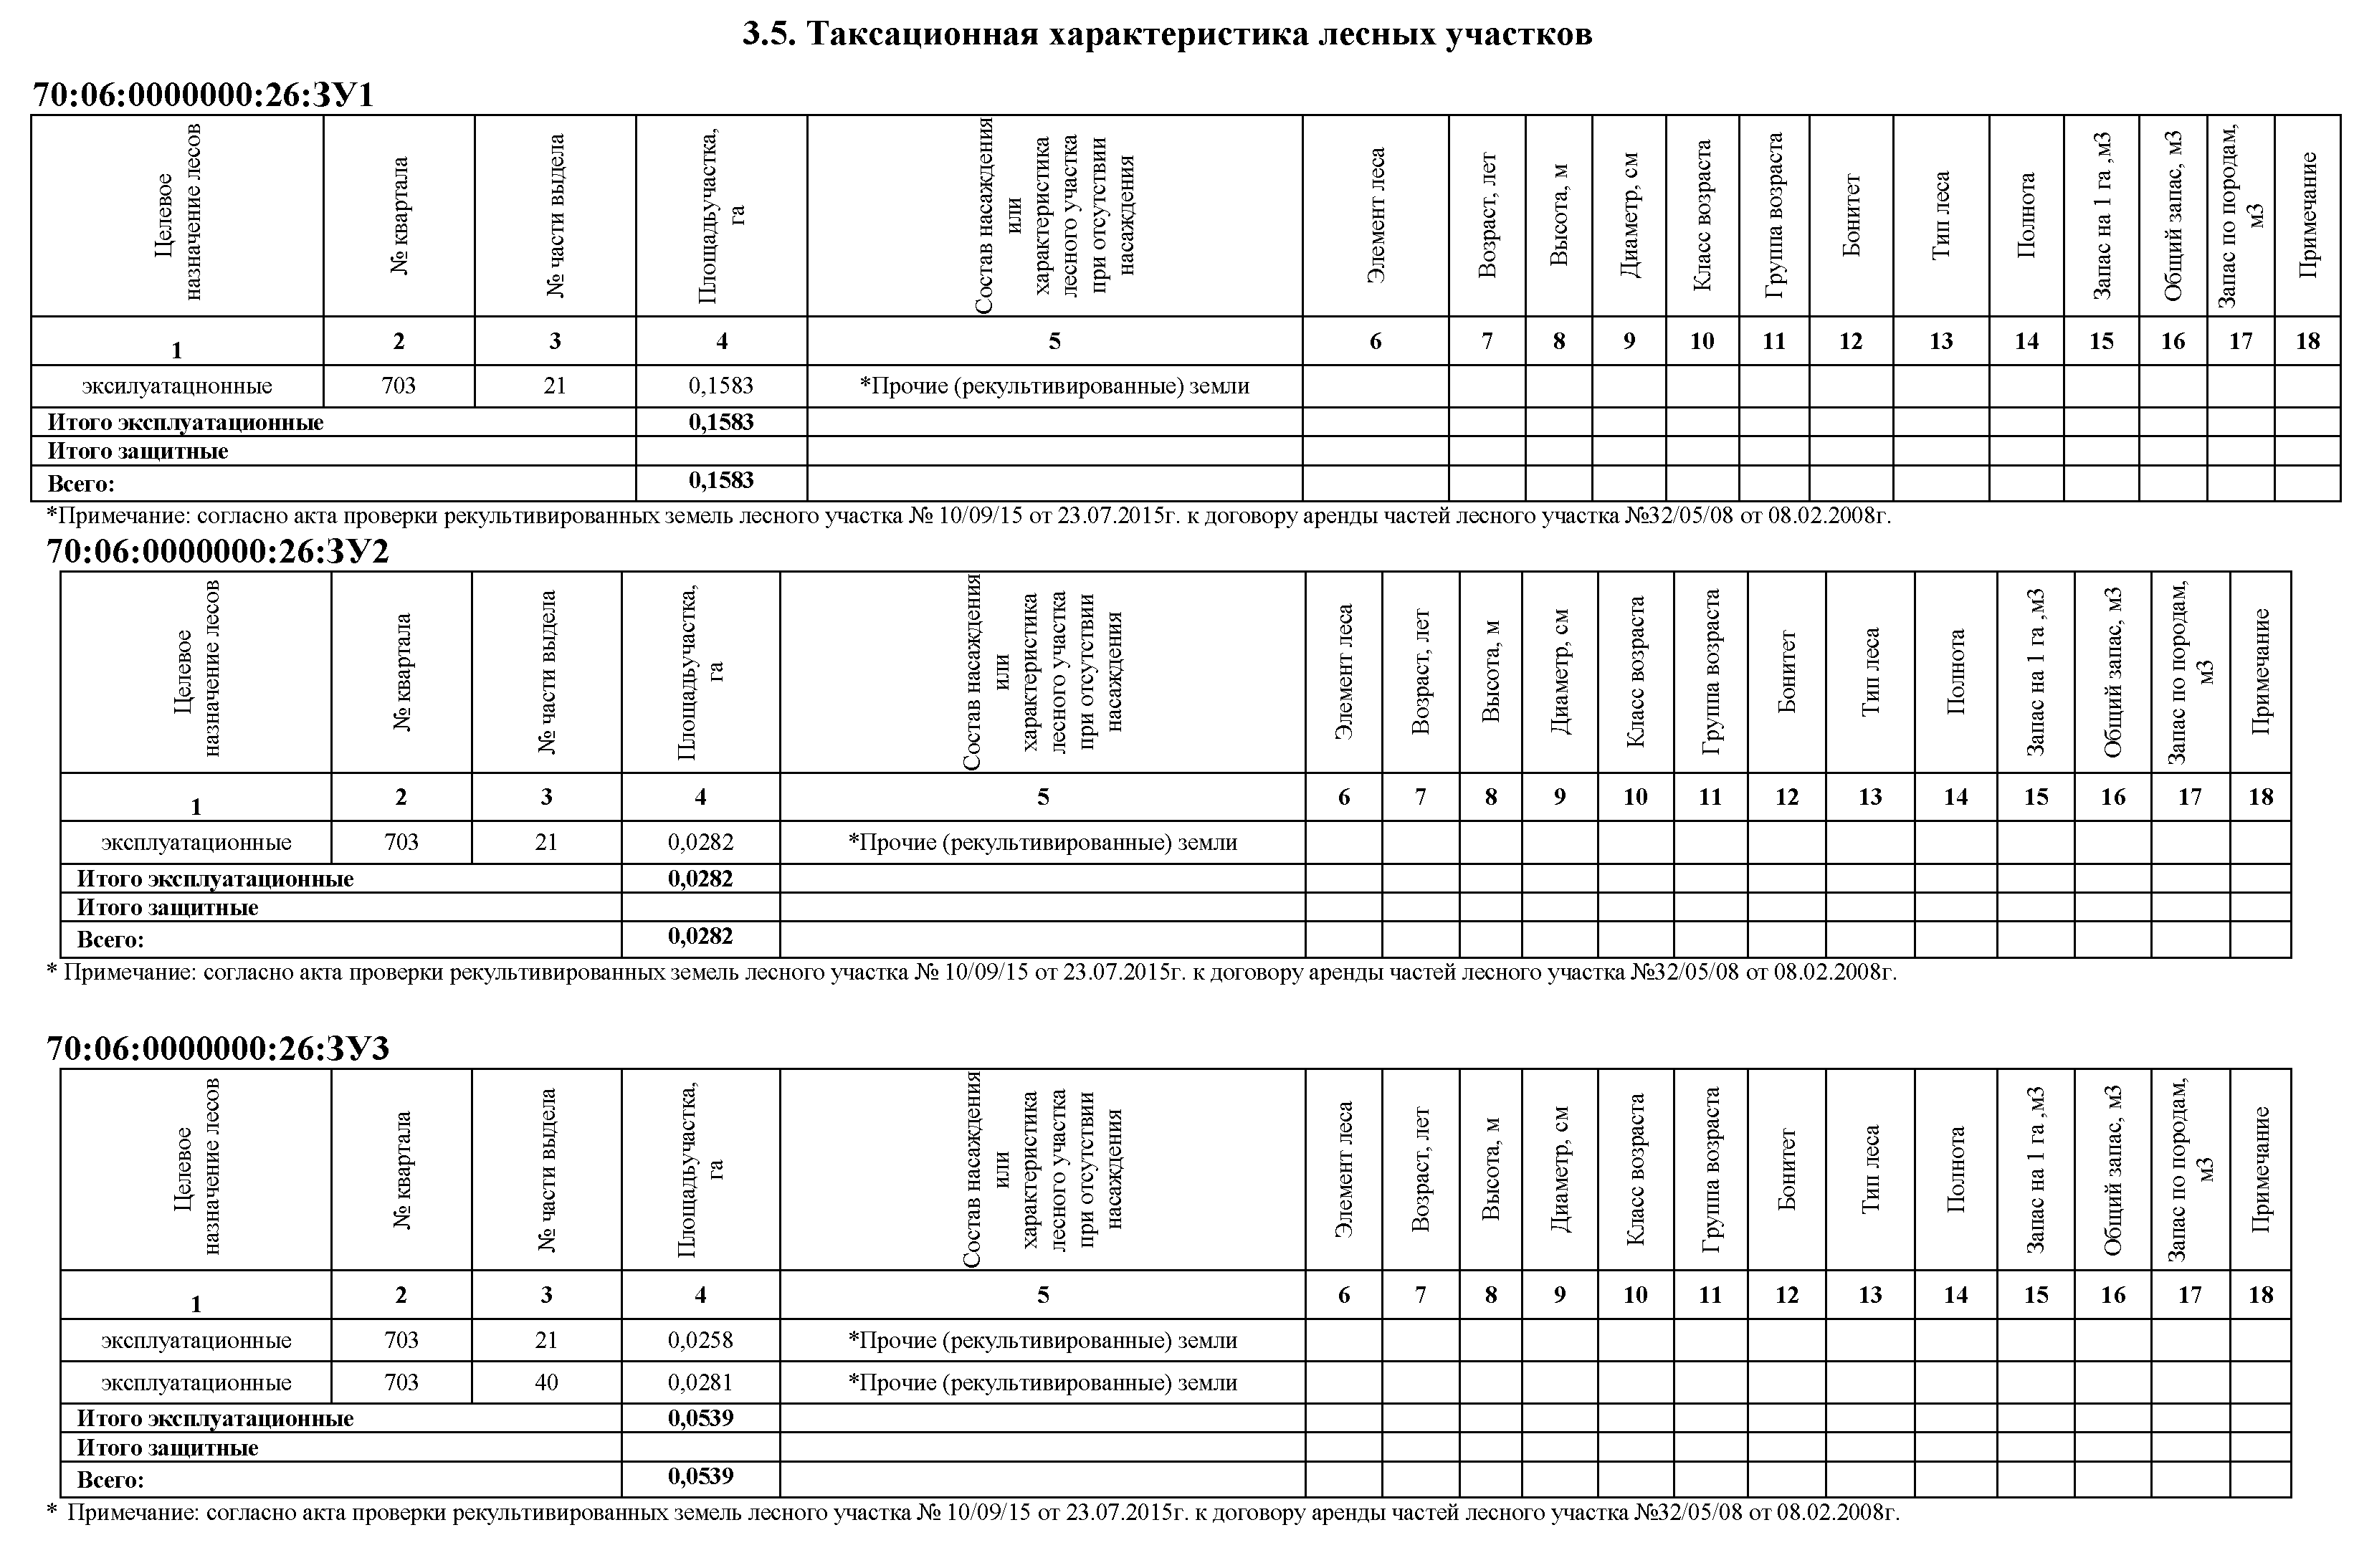 3.5. Таксационная характеристика лесных участков
70:06:0000000:26:ЗУ1
Целевое
назначение лесов
№ квартала
№ части выдела
Площадьучастка,
га
Состав насаждения
или
характеристика
лесного участка
при отсутствии
насаждения
Элемент леса
Возраст, лет
Высота, м
Диаметр, см
Класс возраста
Группа возраста
Бонитет
Тип леса
Полнота
Запас на 1 га ,м3
Общий запас, м3
Запас по породам,
м3
Примечание
1 2 3 4 5 6 7 8 9 10 11 12 13 14 15 16 17 18
эксилуатацнонные 703 21 0,1583 *Прочие (рекультивированные) земли
Итого эксплуатационные 0,1583
Итого защитные
Всего: 0,1583
*Примечание: согласно акта проверки рекультивированных земель лесного участка № 10/09/15 от 23.07.2015г. к договору аренды частей лесного участка №32/05/08 от 08.02.2008г.
70:06:0000000:26:ЗУ2
Целевое
назначение лесов
№ квартала
№ части выдела
Площадьучастка,
га
Состав насаждения
или
характеристика
лесного участка
при отсутствии
насаждения
Элемент леса
Возраст, лет
Высота, м
Диаметр, см
Класс возраста
Группа возраста
Бонитет
Тип леса
Полнота
Запас на 1 га ,м3
Общий запас, м3
Запас по породам,
м3
Примечание
1 2 3 4 5 6 7 8 9 10 11 12 13 14 15 16 17 18
эксплуатационные 703 21 0,0282 *Прочие (рекультивированные) земли
Итого эксплуатационные 0,0282
Итого защитные
Всего: 0,0282
* Примечание: согласно акта проверки рекультивированных земель лесного участка № 10/09/15 от 23.07.2015г. к договору аренды частей лесного участка №32/05/08 от 08.02.2008г.
70:06:0000000:26:ЗУ3
Целевое
назначение лесов
№ квартала
№ части выдела
Площадьучастка,
га
Состав насаждения
или
характеристика
лесного участка
при отсутствии
насаждения
Элемент леса
Возраст, лет
Высота, м
Диаметр, см
Класс возраста
Группа возраста
Бонитет
Тип леса
Полнота
Запас на 1 га ,м3
Общий запас, м3
Запас по породам,
м3
Примечание
1 2 3 4 5 6 7 8 9 10 11 12 13 14 15 16 17 18
эксплуатационные 703 21 0,0258 *Прочие (рекультивированные) земли
эксплуатационные 703 40 0,0281 *Прочие (рекультивированные) земли
Итого эксплуатационные 0,0539
Итого защитные
Всего: 0,0539
* Примечание: согласно акта проверки рекультивированных земель лесного участка № 10/09/15 от 23.07.2015г. к договору аренды частей лесного участка №32/05/08 от 08.02.2008г.